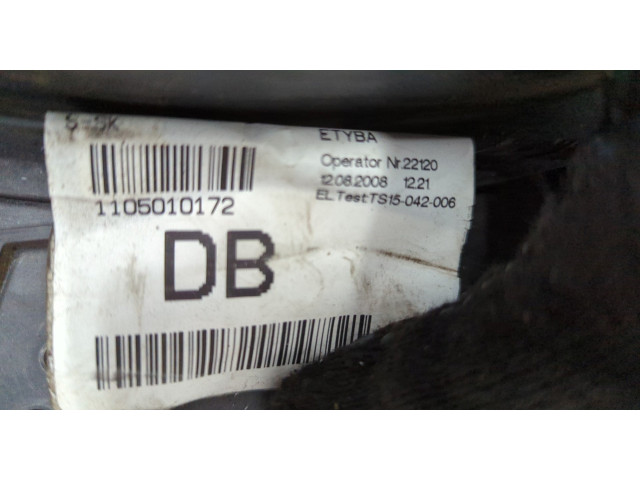 S-SK
ETYBA
Operator Nr.22120
12.08.2008 12.21
EL Test TS15-042-006
1105010172
DB